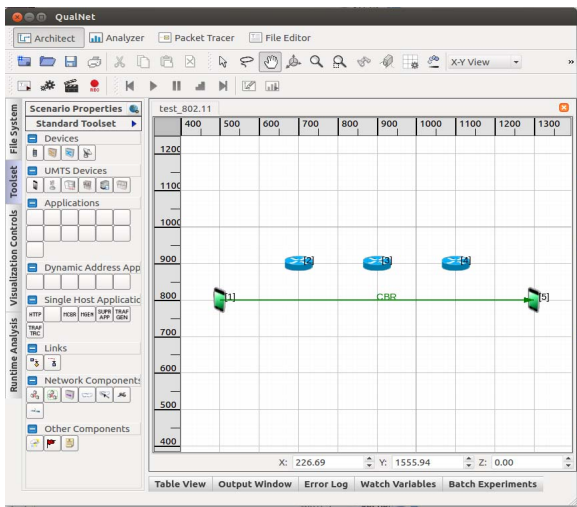 QualNet
Architect Analyzer Packet Tracer File Editor
X-Y View »
REC
File System
Toolset
Visualization Controls
Runtime Analysis
Scenario Properties
Standard Toolset
Devices
UMTS Devices
Applications
Dynamic Address App
Single Host Applicatic
HTTP MCBR MGEN SUPR APP TRAF GEN
TRAF TRC
Links
Network Components
Other Components
test_802.11
400 500 600 700 800 900 1000 1100 1200 1300
1200
1100
1000
900
800
700
600
500
400
[2] [3] [4]
[1] CBR [5]
X: 226.69 Y: 1555.94 Z: 0.00
Table View Output Window Error Log Watch Variables Batch Experiments